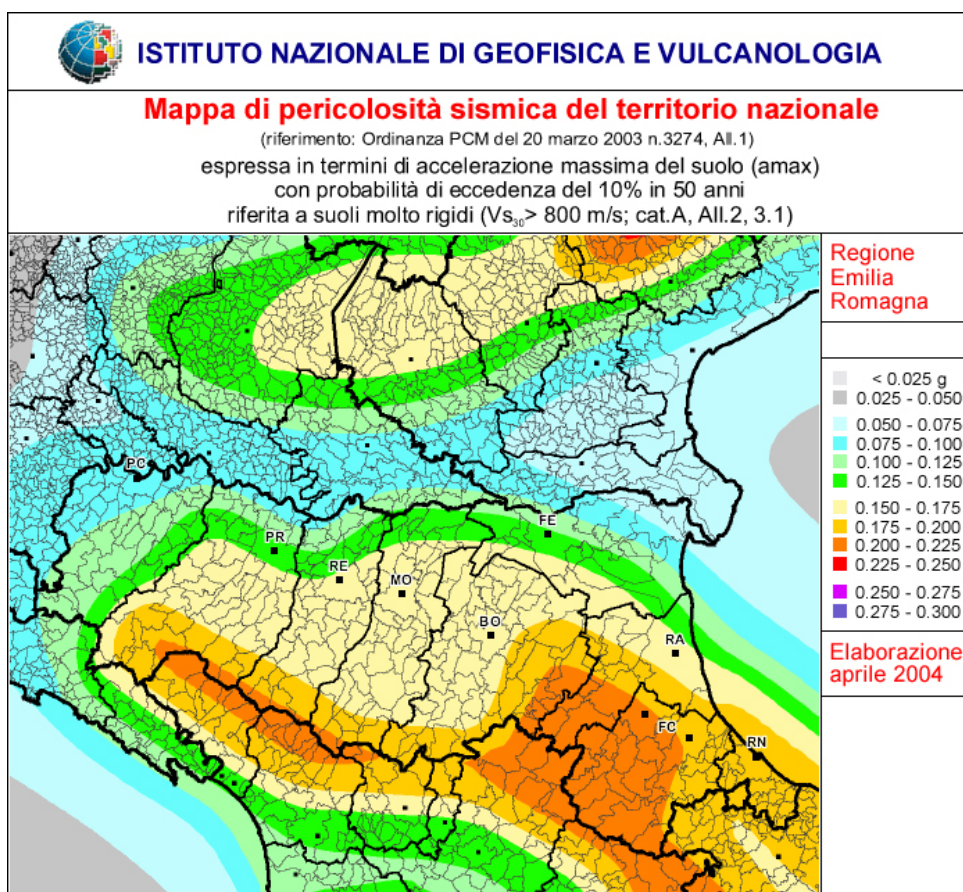 ISTITUTO NAZIONALE DI GEOFISICA E VULCANOLOGIA
Mappa di pericolosità sismica del territorio nazionale
(riferimento: Ordinanza PCM del 20 marzo 2003 n.3274, All.1)
espressa in termini di accelerazione massima del suolo (amax)
con probabilità di eccedenza del 10% in 50 anni
riferita a suoli molto rigidi (Vs30> 800 m/s; cat.A, All.2, 3.1)
Regione
Emilia
Romagna
< 0.025 g
0.025 - 0.050
0.050 - 0.075
0.075 - 0.100
0.100 - 0.125
0.125 - 0.150
0.150 - 0.175
0.175 - 0.200
0.200 - 0.225
0.225 - 0.250
0.250 - 0.275
0.275 - 0.300
Elaborazione
aprile 2004
PC
PR
FE
RE
MO
BO
RA
FC
RN